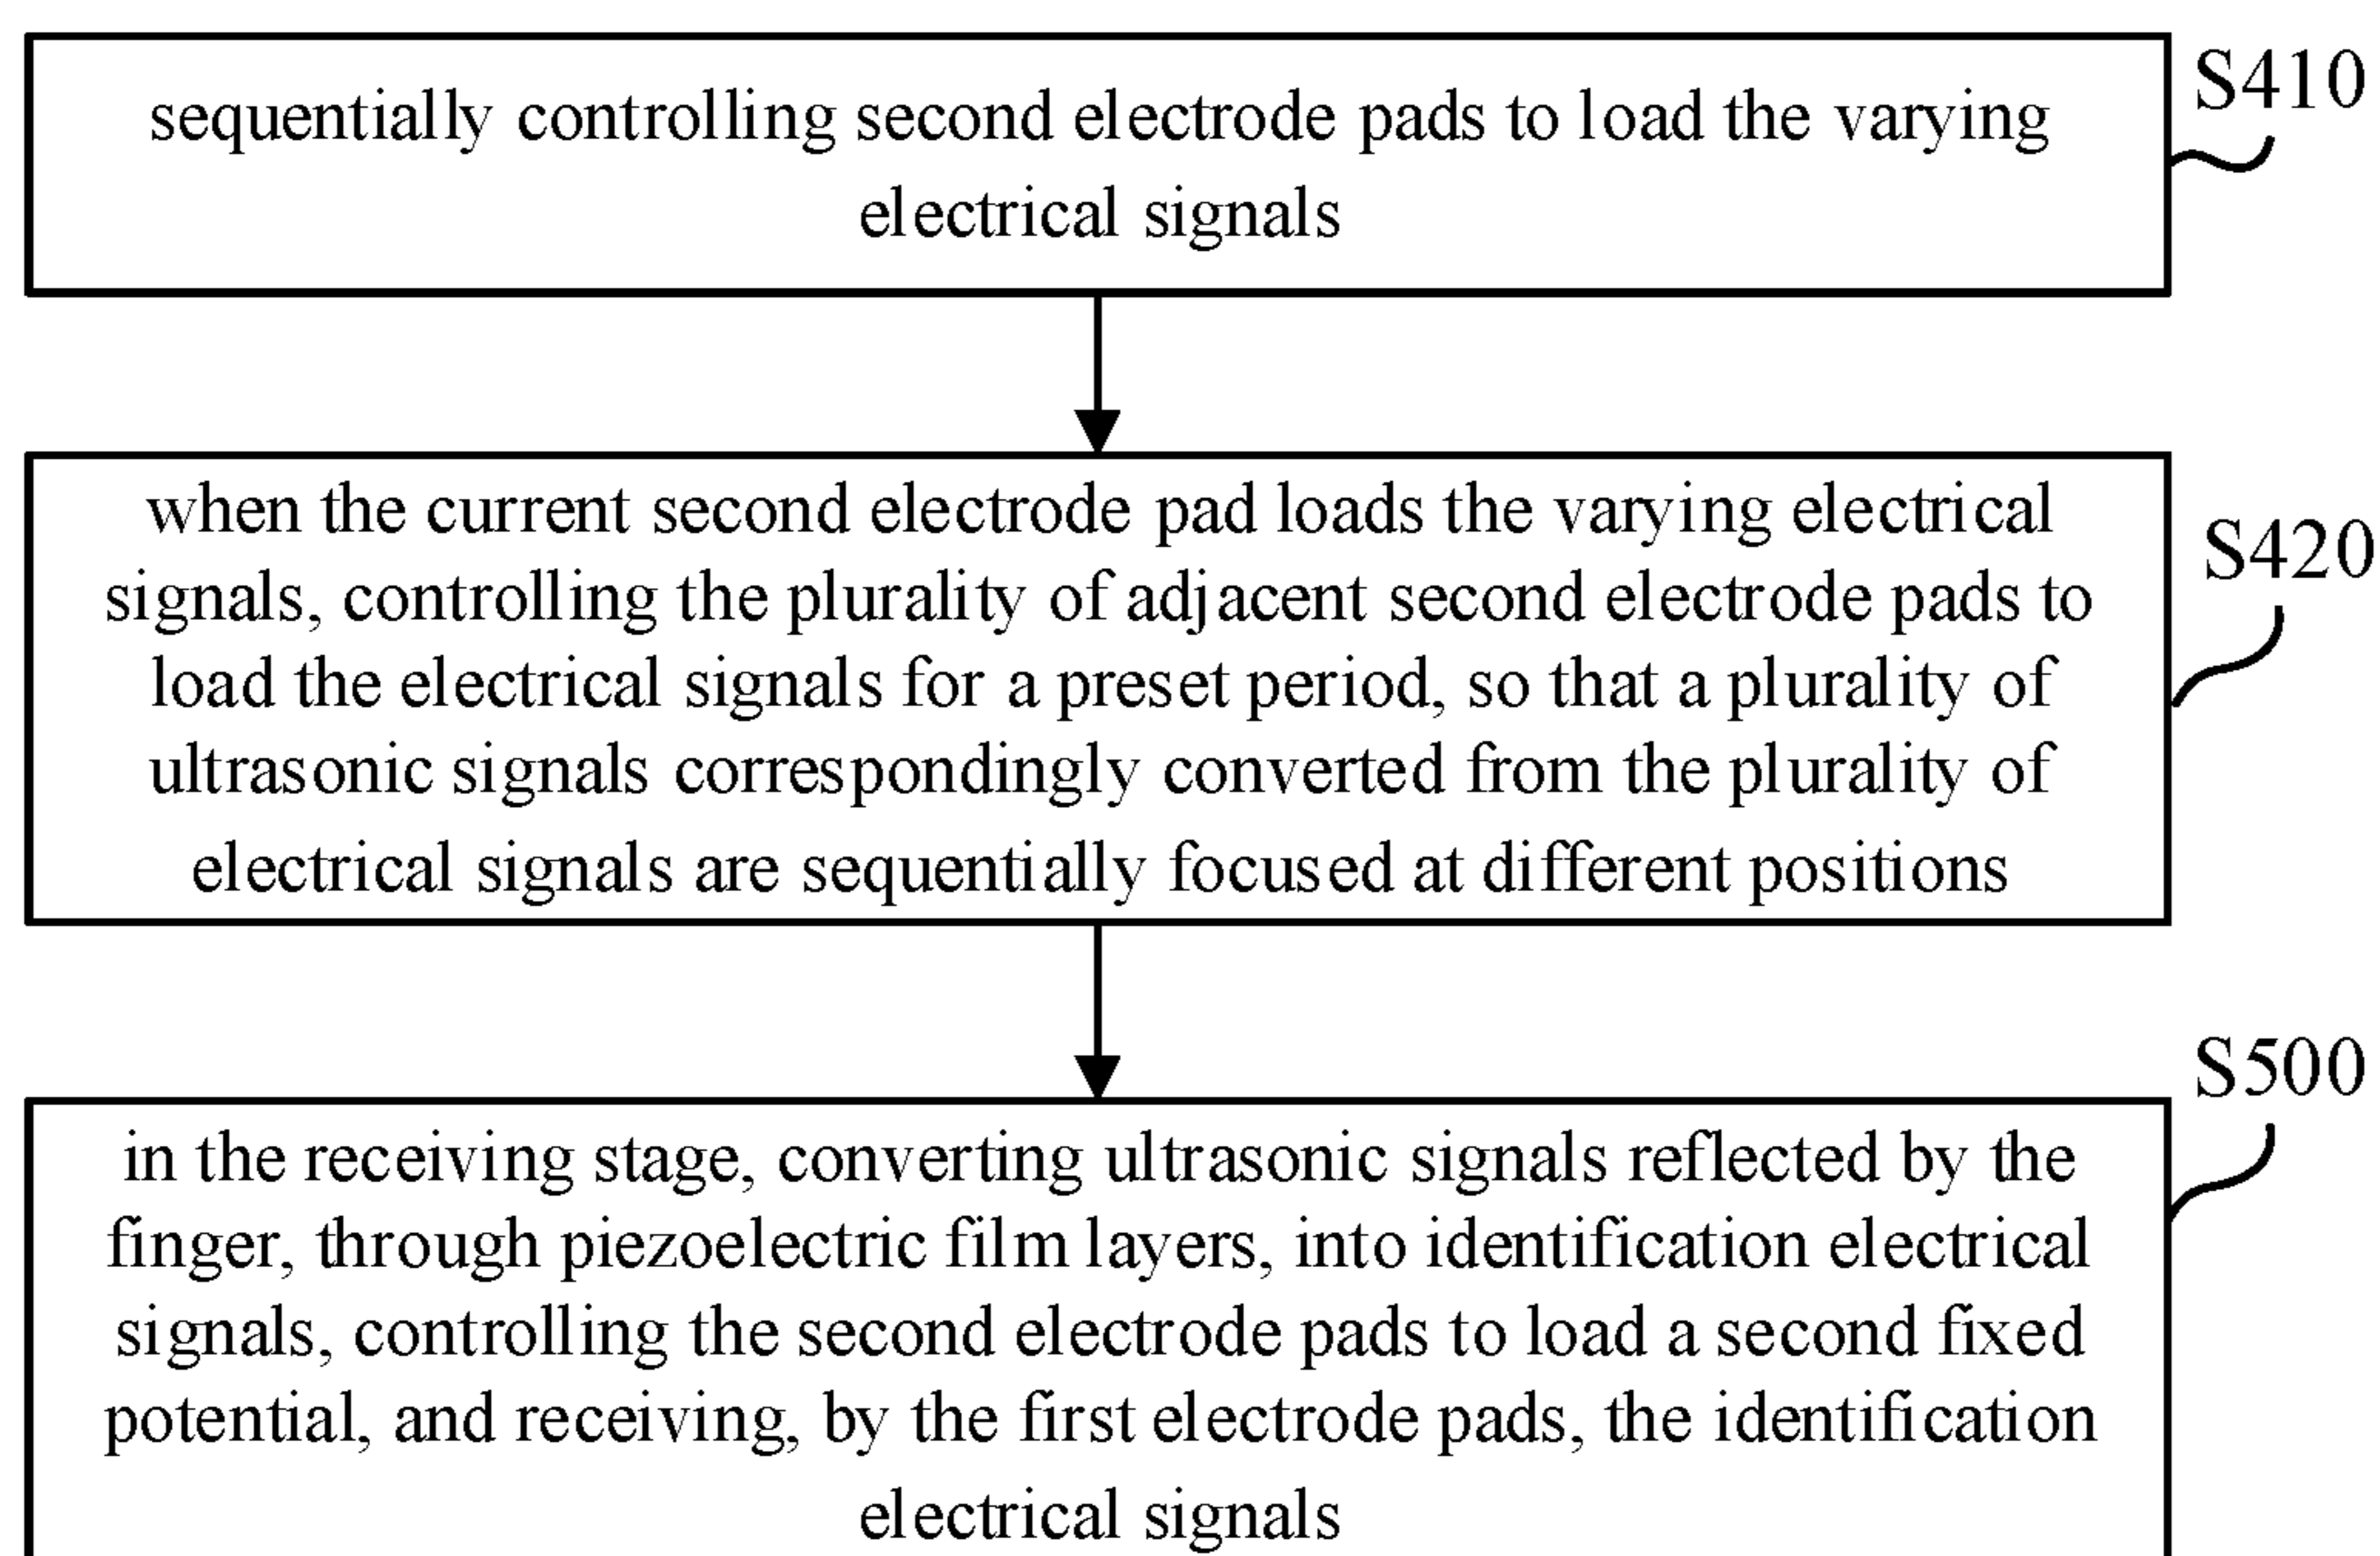 sequentially controlling second electrode pads to load the varying
electrical signals
S410
when the current second electrode pad loads the varying electrical
signals, controlling the plurality of adjacent second electrode pads to
load the electrical signals for a preset period, so that a plurality of
ultrasonic signals correspondingly converted from the plurality of
electrical signals are sequentially focused at different positions
S420
in the receiving stage, converting ultrasonic signals reflected by the
finger, through piezoelectric film layers, into identification electrical
signals, controlling the second electrode pads to load a second fixed
potential, and receiving, by the first electrode pads, the identification
electrical signals
S500